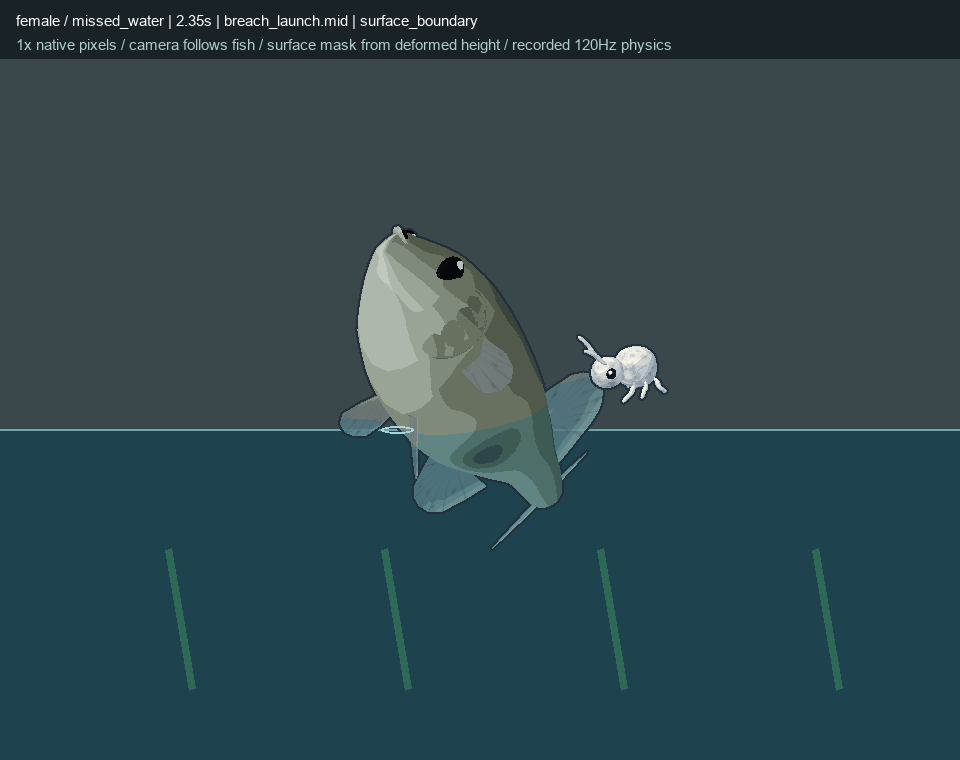 female / missed_water | 2.35s | breach_launch.mid | surface_boundary
1x native pixels / camera follows fish / surface mask from deformed height / recorded 120Hz physics